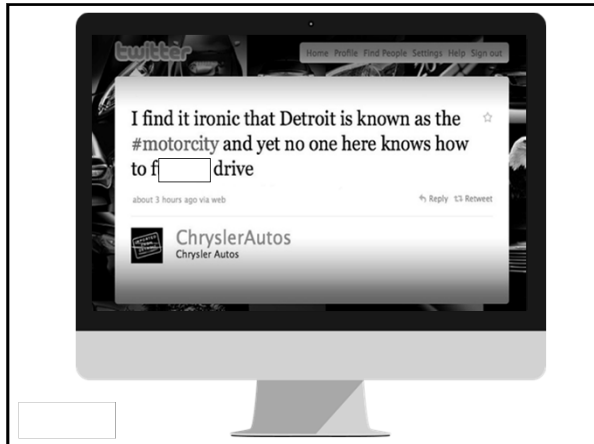 twitter
Home Profile Find People Settings Help Sign out
I find it ironic that Detroit is known as the
#motorcity and yet no one here knows how
to f drive
about 3 hours ago via web
Reply Retweet
ChryslerAutos
Chrysler Autos